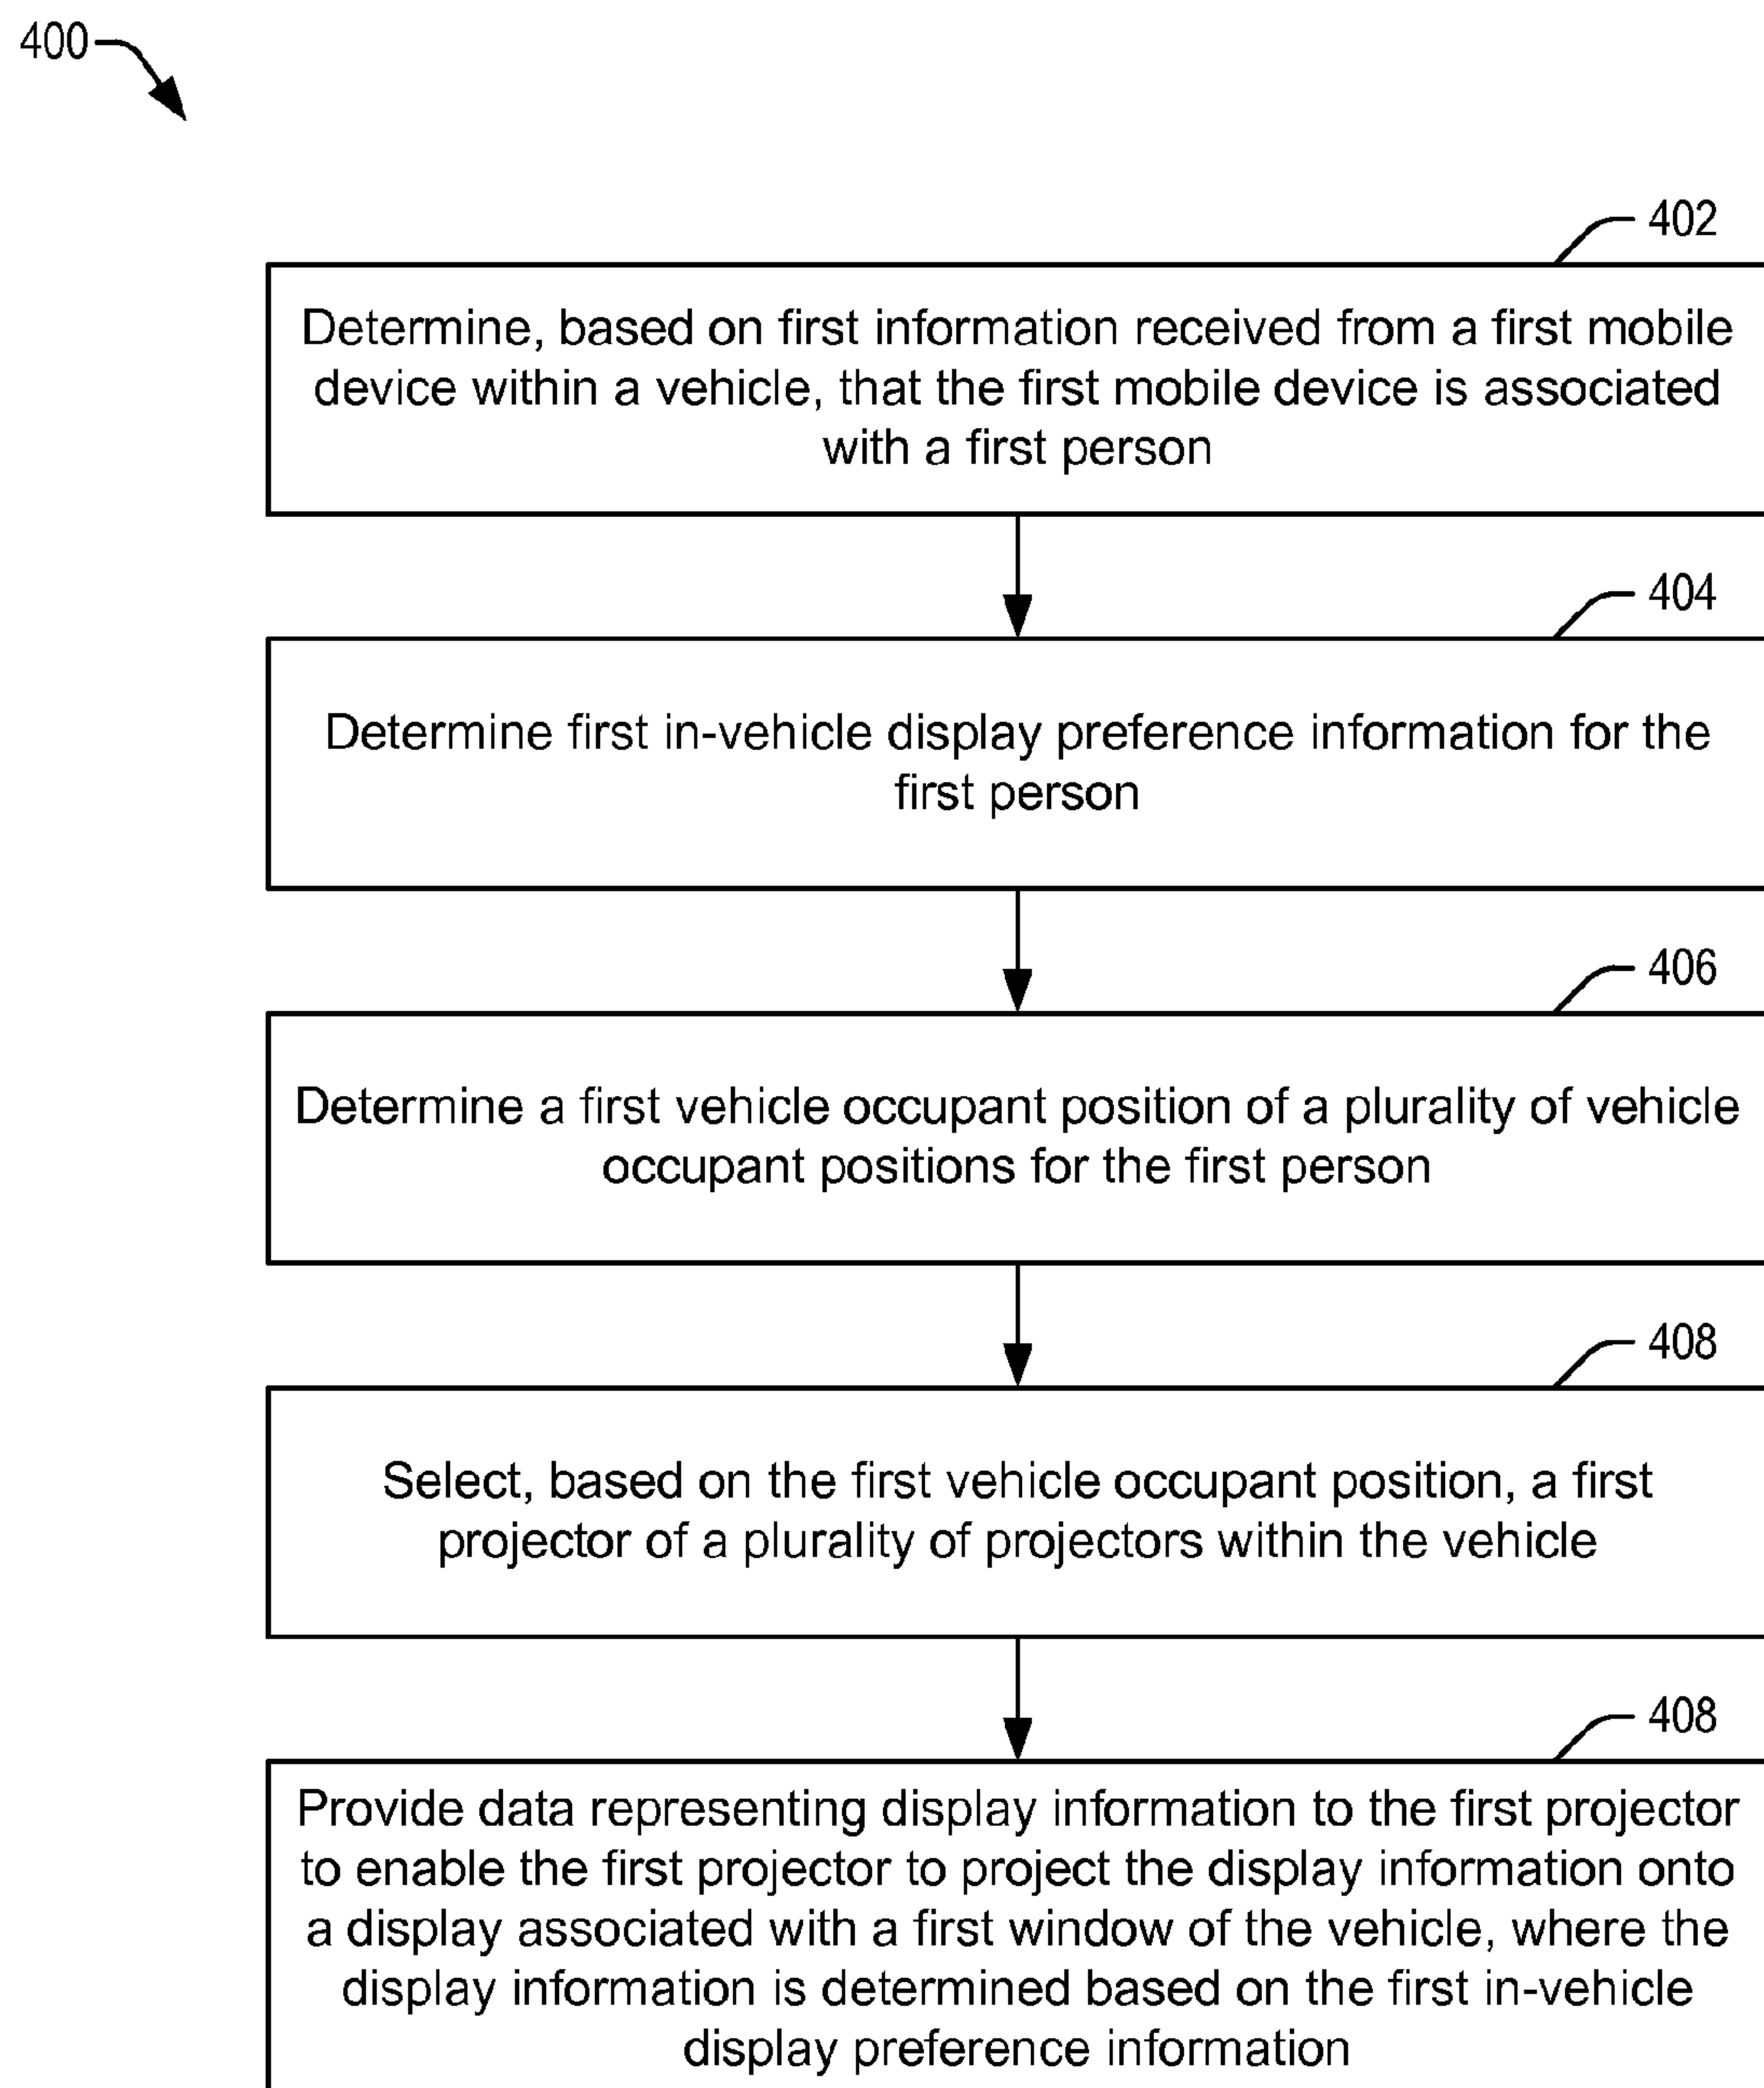 400
402
Determine, based on first information received from a first mobile
device within a vehicle, that the first mobile device is associated
with a first person
404
Determine first in-vehicle display preference information for the
first person
406
Determine a first vehicle occupant position of a plurality of vehicle
occupant positions for the first person
408
Select, based on the first vehicle occupant position, a first
projector of a plurality of projectors within the vehicle
408
Provide data representing display information to the first projector
to enable the first projector to project the display information onto
a display associated with a first window of the vehicle, where the
display information is determined based on the first in-vehicle
display preference information